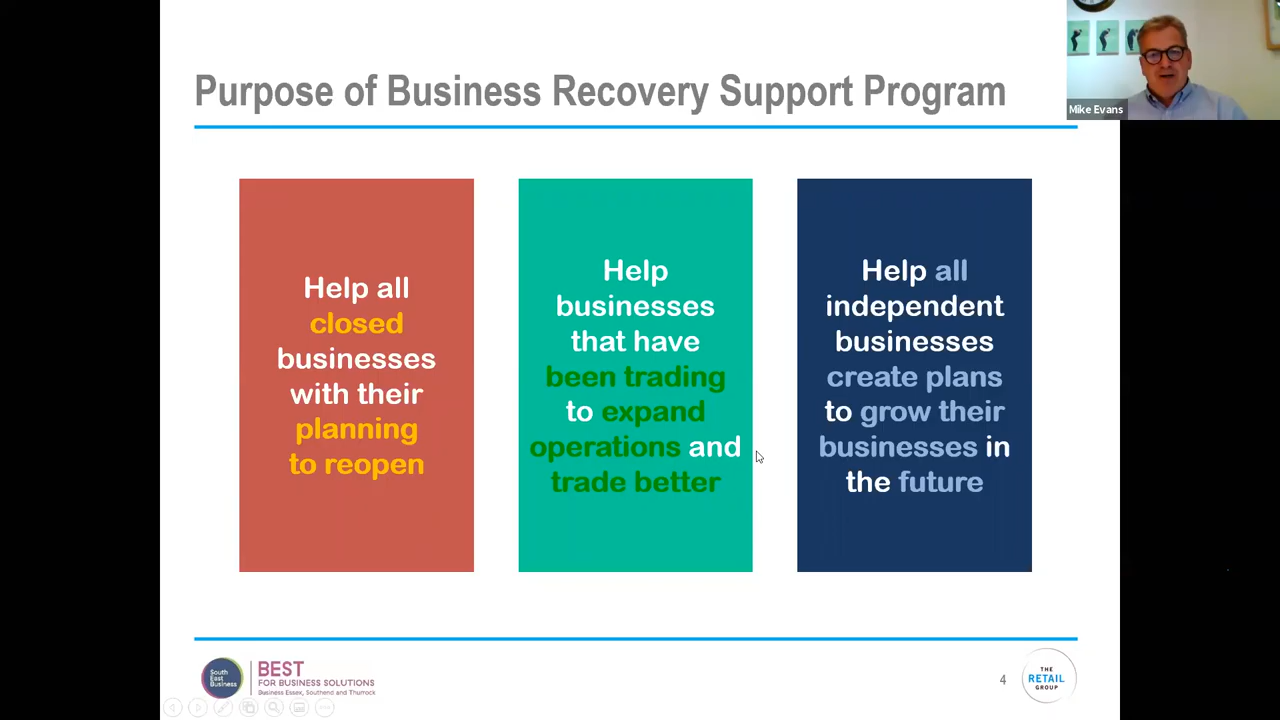 Purpose of Business Recovery Support Program
Mike Evans
Help all
closed
businesses
with their
planning
to reopen
Help
businesses
that have
been trading
to expand
operations and
trade better
Help all
independent
businesses
create plans
to grow their
businesses in
the future
South
East
Business
BEST
FOR BUSINESS SOLUTIONS
Business Essex, Southend and Thurrock
4
THE
RETAIL
GROUP